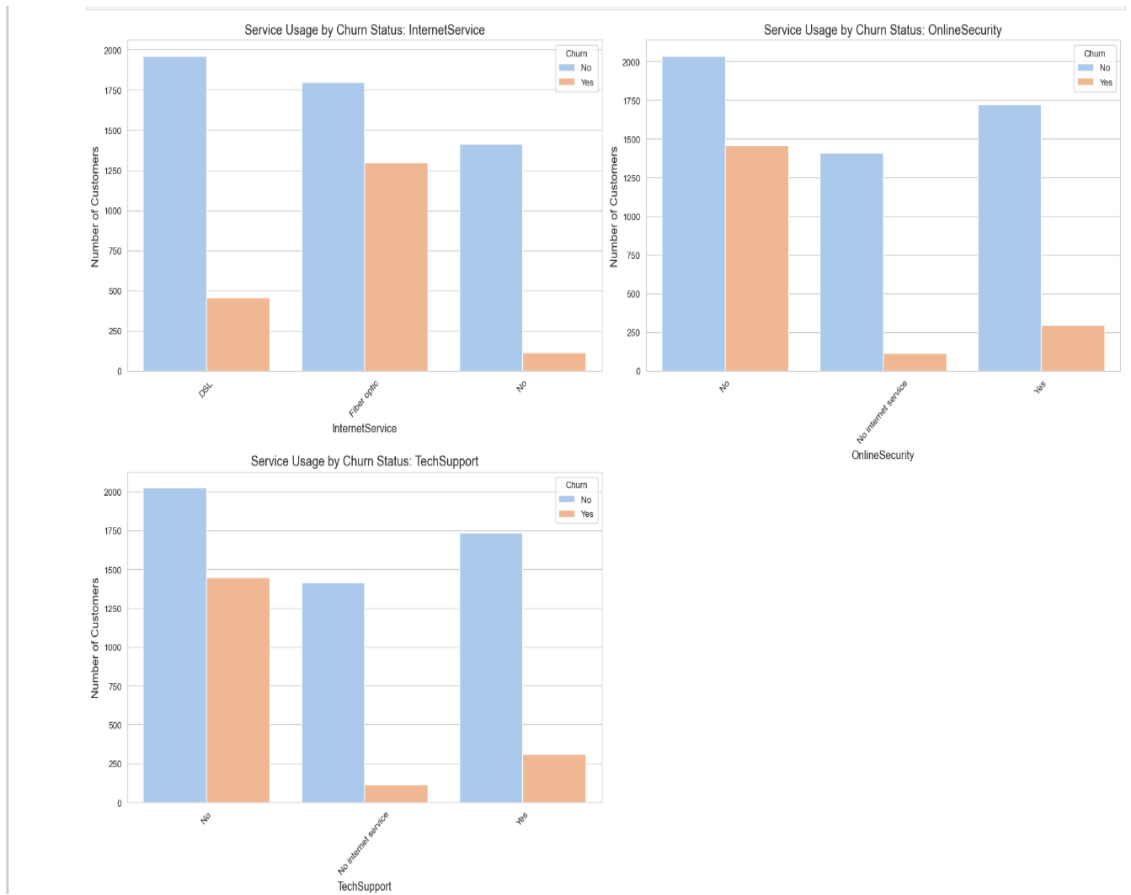 Service Usage by Churn Status: InternetService
Churn
No
Yes
2000
1750
1500
1250
1000
750
500
250
0
Number of Customers
DSL
Fiber optic
No
InternetService
Service Usage by Churn Status: OnlineSecurity
Churn
No
Yes
2000
1750
1500
1250
1000
750
500
250
0
Number of Customers
No
No internet service
Yes
OnlineSecurity
Service Usage by Churn Status: TechSupport
Churn
No
Yes
2000
1750
1500
1250
1000
750
500
250
0
Number of Customers
No
No internet service
Yes
TechSupport